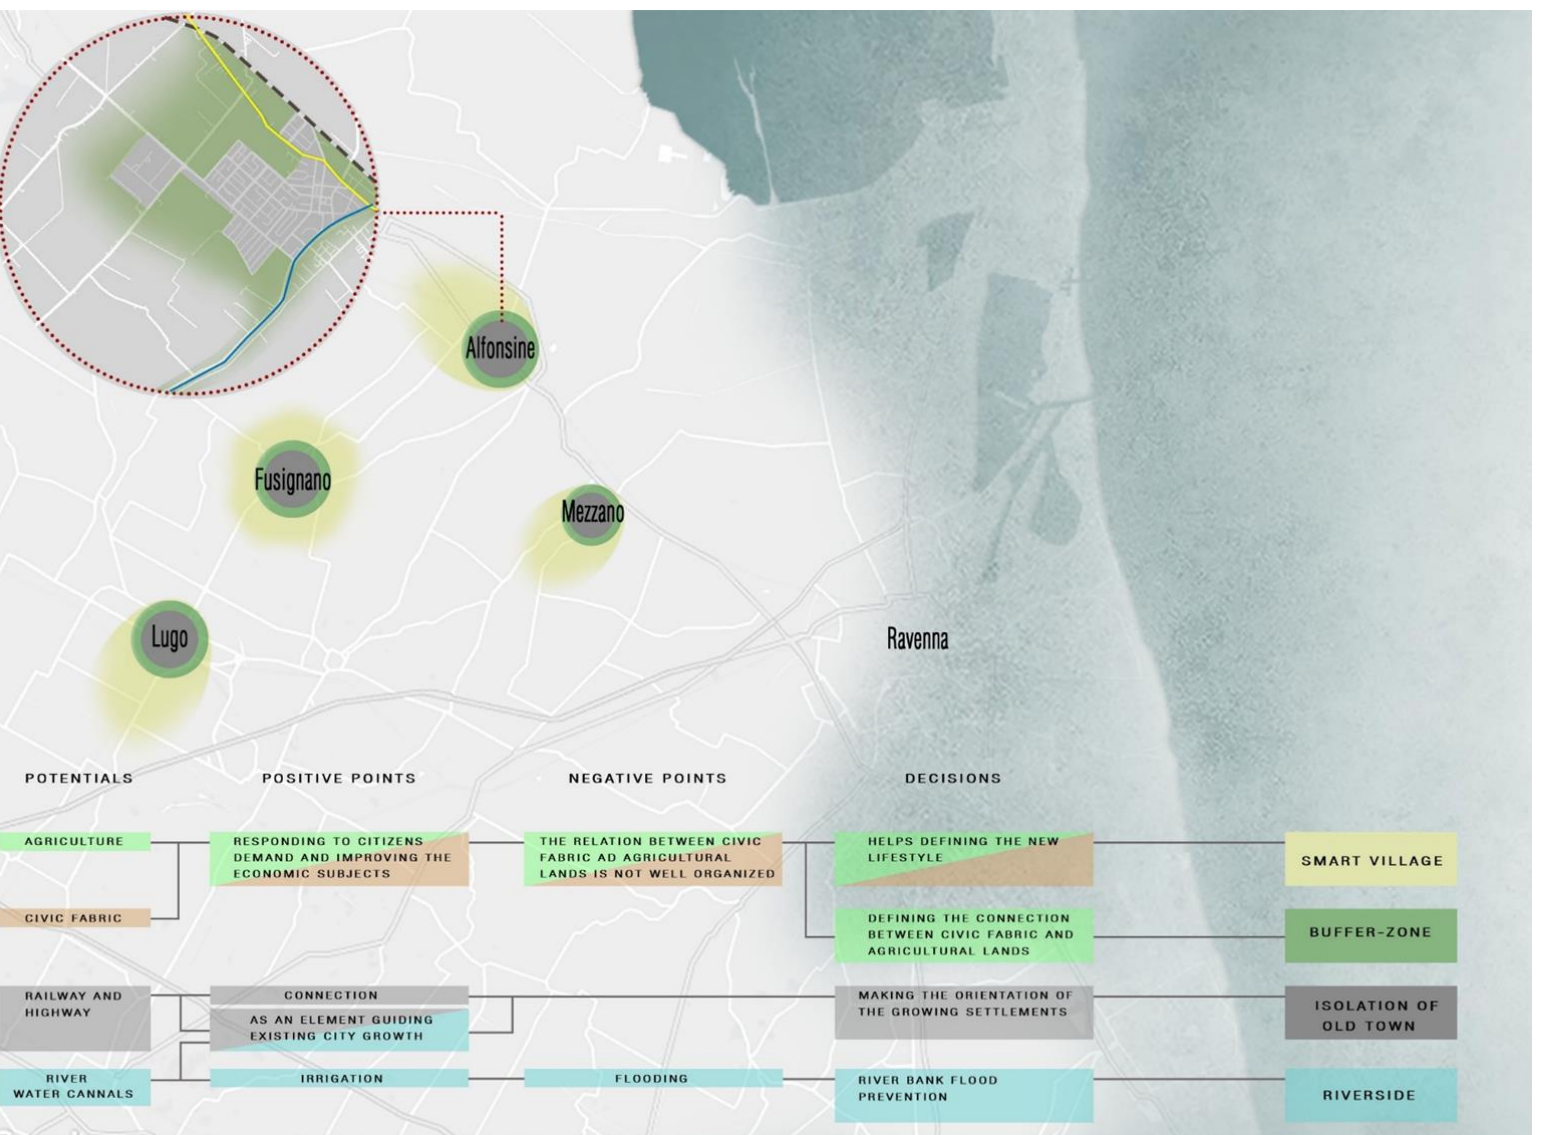 Alfonsine
Fusignano
Mezzano
Lugo
Ravenna
POTENTIALS
POSITIVE POINTS
NEGATIVE POINTS
DECISIONS
AGRICULTURE
RESPONDING TO CITIZENS
DEMAND AND IMPROVING THE
ECONOMIC SUBJECTS
THE RELATION BETWEEN CIVIC
FABRIC AD AGRICULTURAL
LANDS IS NOT WELL ORGANIZED
HELPS DEFINING THE NEW
LIFESTYLE
SMART VILLAGE
CIVIC FABRIC
DEFINING THE CONNECTION
BETWEEN CIVIC FABRIC AND
AGRICULTURAL LANDS
BUFFER-ZONE
RAILWAY AND
HIGHWAY
CONNECTION
AS AN ELEMENT GUIDING
EXISTING CITY GROWTH
MAKING THE ORIENTATION OF
THE GROWING SETTLEMENTS
ISOLATION OF
OLD TOWN
RIVER
WATER CANNALS
IRRIGATION
FLOODING
RIVER BANK FLOOD
PREVENTION
RIVERSIDE